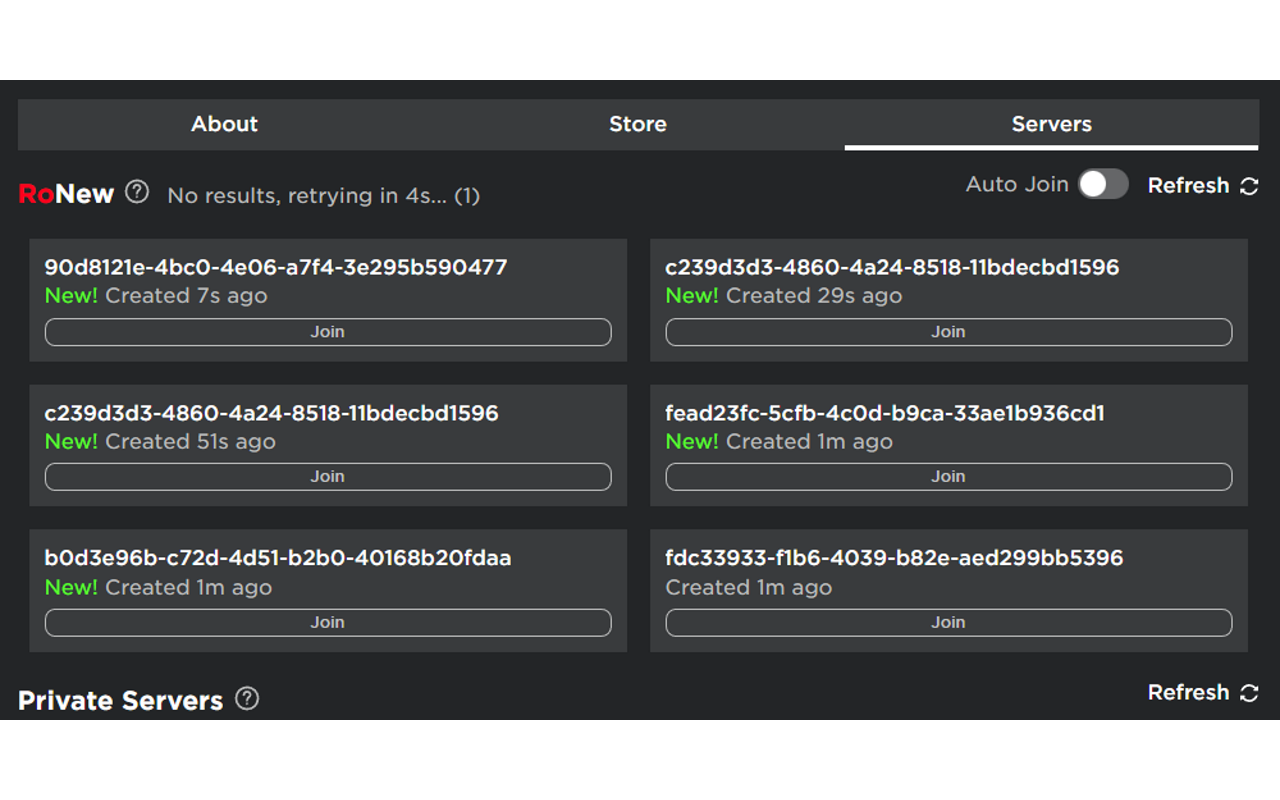 About Store Servers
RoNew ? No results, retrying in 4s... (1) Auto Join Refresh
90d8121e-4bc0-4e06-a7f4-3e295b590477
New! Created 7s ago
Join
c239d3d3-4860-4a24-8518-11bdecbd1596
New! Created 29s ago
Join
c239d3d3-4860-4a24-8518-11bdecbd1596
New! Created 51s ago
Join
fead23fc-5cfb-4c0d-b9ca-33ae1b936cd1
New! Created 1m ago
Join
b0d3e96b-c72d-4d51-b2b0-40168b20fdaa
New! Created 1m ago
Join
fdc33933-f1b6-4039-b82e-aed299bb5396
Created 1m ago
Join
Private Servers ? Refresh